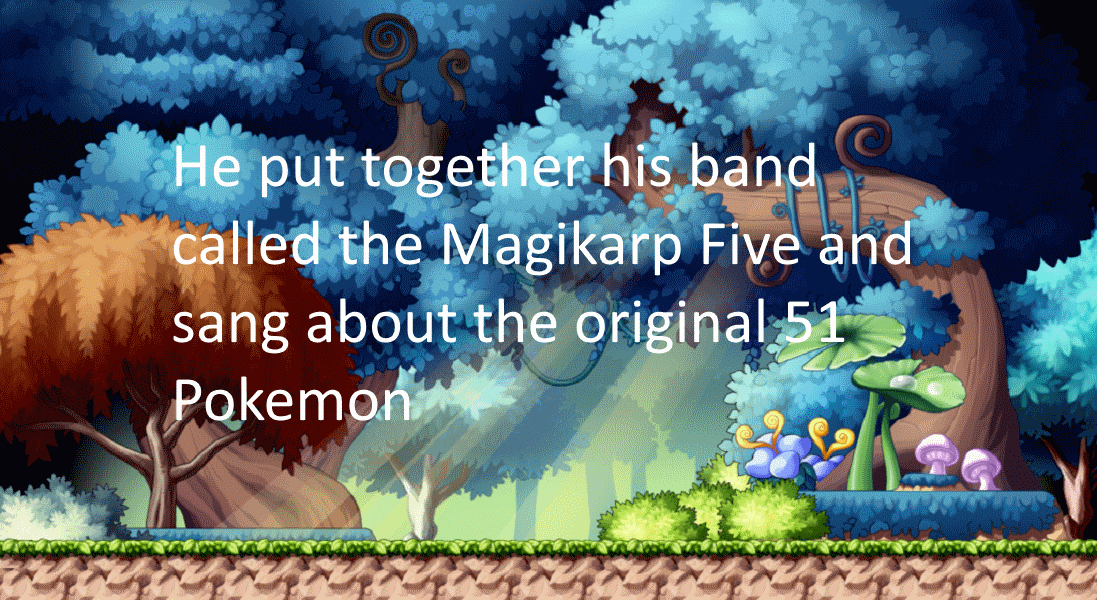 He put together his band
called the Magikarp Five and
sang about the original 51
Pokemon